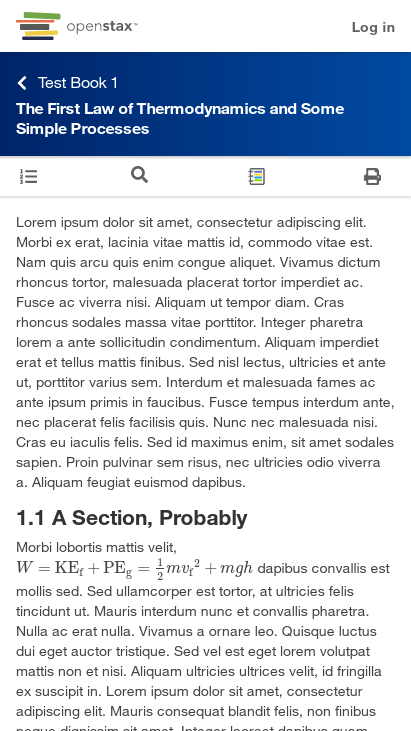 openstax™
Log in
Test Book 1
The First Law of Thermodynamics and Some
Simple Processes
Lorem ipsum dolor sit amet, consectetur adipiscing elit.
Morbi ex erat, lacinia vitae mattis id, commodo vitae est.
Nam quis arcu quis enim congue aliquet. Vivamus dictum
rhoncus tortor, malesuada placerat tortor imperdiet ac.
Fusce ac viverra nisi. Aliquam ut tempor diam. Cras
rhoncus sodales massa vitae porttitor. Integer pharetra
lorem a ante sollicitudin condimentum. Aliquam imperdiet
erat et tellus mattis finibus. Sed nisl lectus, ultricies et ante
ut, porttitor varius sem. Interdum et malesuada fames ac
ante ipsum primis in faucibus. Fusce tempus interdum ante,
nec placerat felis facilisis quis. Nunc nec malesuada nisi.
Cras eu iaculis felis. Sed id maximus enim, sit amet sodales
sapien. Proin pulvinar sem risus, nec ultricies odio viverra
a. Aliquam feugiat euismod dapibus.
1.1 A Section, Probably
Morbi lobortis mattis velit,
W = KE_f + PE_g = 1/2 mv_f² + mgh dapibus convallis est
mollis sed. Sed ullamcorper est tortor, at ultricies felis
tincidunt ut. Mauris interdum nunc et convallis pharetra.
Nulla ac erat nulla. Vivamus a ornare leo. Quisque luctus
dui eget auctor tristique. Sed vel est eget lorem volutpat
mattis non et nisi. Aliquam ultricies ultrices velit, id fringilla
ex suscipit in. Lorem ipsum dolor sit amet, consectetur
adipiscing elit. Mauris consequat blandit felis, non finibus
neque dignissim sit amet. Integer laoreet dapibus quam